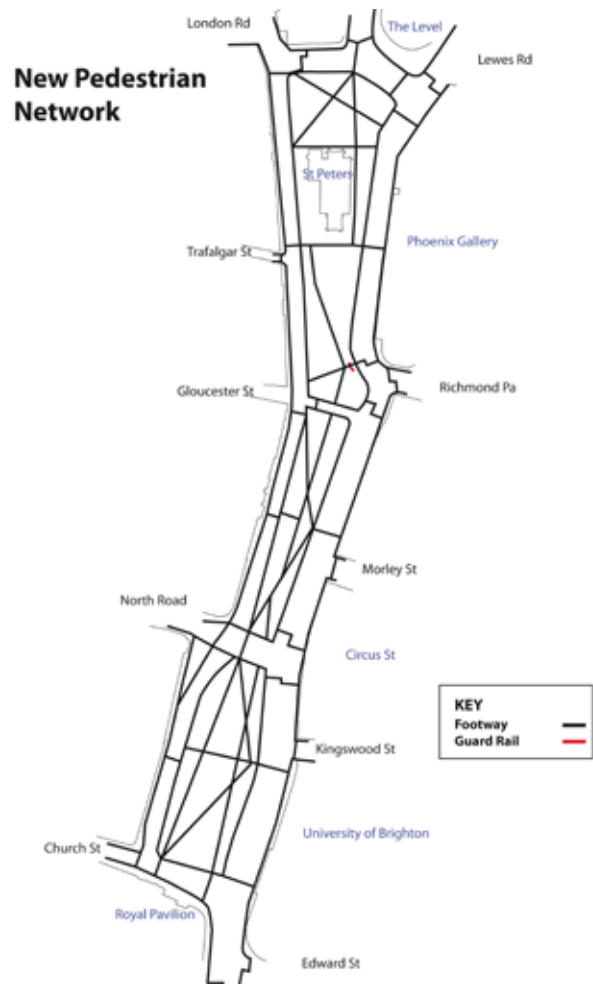 London Rd
The Level
Lewes Rd
New Pedestrian
Network
St Peters
Phoenix Gallery
Trafalgar St
Richmond Pa
Gloucester St
Morley St
North Road
Circus St
KEY
Footway
Guard Rail
Kingswood St
University of Brighton
Church St
Royal Pavilion
Edward St